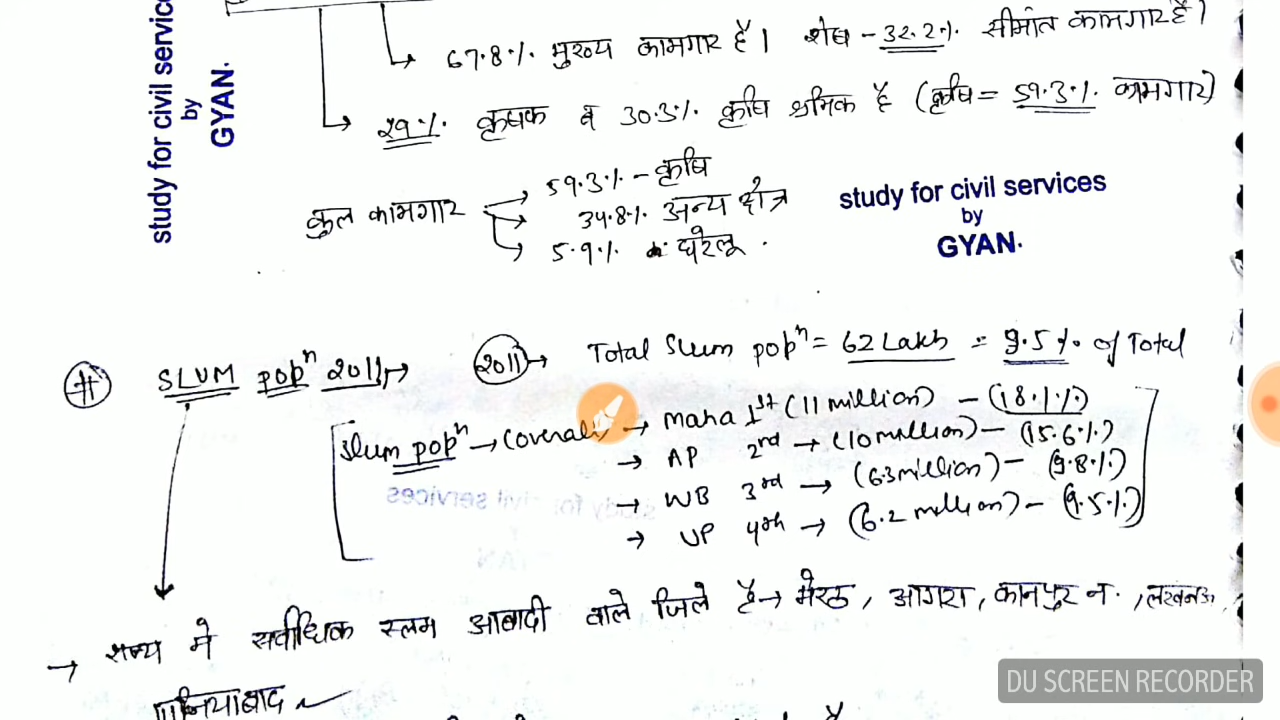 67.8% मुख्य कामगार हैं। शेष - 32.2% सीमांत कामगार हैं।
29% कृषक व 30.3% कृषि श्रमिक हैं (कृषि = 59.3% कामगार)
study for civil servic
by
GYAN.
59.3% - कृषि
कुल कामगार 34.8% अन्य क्षेत्र
5.9% घरेलू.
study for civil services
by
GYAN.
# SLUM popⁿ 2011 → 2011 → Total Slum popⁿ = 62 Lakh = 9.5% of Total
Slum popⁿ → (overall) → Maha 1st (11 million) - (18.1%)
→ AP 2nd → (10 million) - (15.6%)
→ WB 3rd → (6.3 million) - (9.8%)
→ UP 4th → (6.2 million) - (9.5%)
→ राज्य मे सर्वाधिक स्लम आबादी वाले जिले हैं → मेरठ, आगरा, कानपुर न., लखनऊ,
गाजियाबाद
DU SCREEN RECORDER